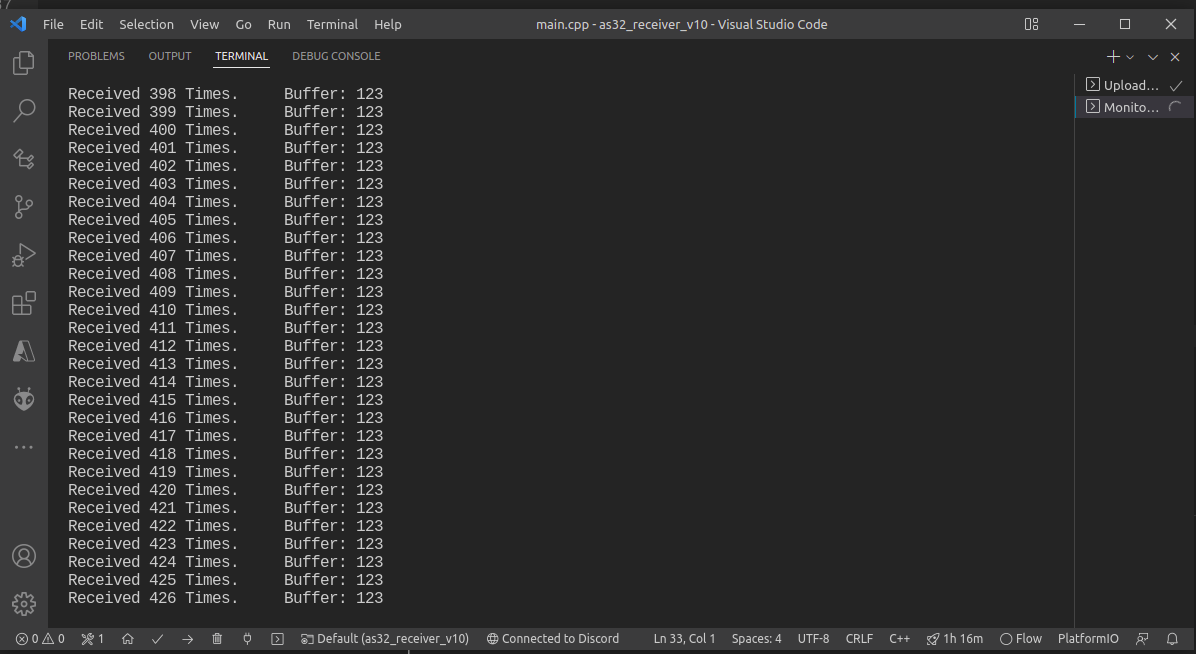 File Edit Selection View Go Run Terminal Help main.cpp - as32_receiver_v10 - Visual Studio Code
PROBLEMS OUTPUT TERMINAL DEBUG CONSOLE
Upload...
Monito...
Received 398 Times. Buffer: 123
Received 399 Times. Buffer: 123
Received 400 Times. Buffer: 123
Received 401 Times. Buffer: 123
Received 402 Times. Buffer: 123
Received 403 Times. Buffer: 123
Received 404 Times. Buffer: 123
Received 405 Times. Buffer: 123
Received 406 Times. Buffer: 123
Received 407 Times. Buffer: 123
Received 408 Times. Buffer: 123
Received 409 Times. Buffer: 123
Received 410 Times. Buffer: 123
Received 411 Times. Buffer: 123
Received 412 Times. Buffer: 123
Received 413 Times. Buffer: 123
Received 414 Times. Buffer: 123
Received 415 Times. Buffer: 123
Received 416 Times. Buffer: 123
Received 417 Times. Buffer: 123
Received 418 Times. Buffer: 123
Received 419 Times. Buffer: 123
Received 420 Times. Buffer: 123
Received 421 Times. Buffer: 123
Received 422 Times. Buffer: 123
Received 423 Times. Buffer: 123
Received 424 Times. Buffer: 123
Received 425 Times. Buffer: 123
Received 426 Times. Buffer: 123
0 0 1 Default (as32_receiver_v10) Connected to Discord Ln 33, Col 1 Spaces: 4 UTF-8 CRLF C++ 1h 16m Flow PlatformIO